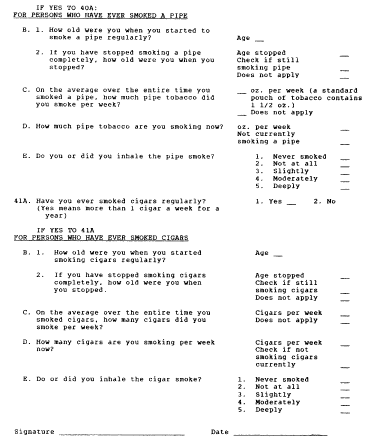 IF YES TO 40A:
FOR PERSONS WHO HAVE EVER SMOKED A PIPE
B. 1. How old were you when you started to
smoke a pipe regularly? Age __
2. If you have stopped smoking a pipe Age stopped __
completely, how old were you when you Check if still
stopped? smoking pipe __
Does not apply __
C. On the average over the entire time you __ oz. per week (a standard
smoked a pipe, how much pipe tobacco did pouch of tobacco contains
you smoke per week? 1 1/2 oz.)
__ Does not apply
D. How much pipe tobacco are you smoking now? oz. per week __
Not currently
smoking a pipe __
E. Do you or did you inhale the pipe smoke? 1. Never smoked __
2. Not at all __
3. Slightly __
4. Moderately __
5. Deeply __
41A. Have you ever smoked cigars regularly? 1. Yes __ 2. No
(Yes means more than 1 cigar a week for a
year)
IF YES TO 41A
FOR PERSONS WHO HAVE EVER SMOKED CIGARS
B. 1. How old were you when you started Age __
smoking cigars regularly?
2. If you have stopped smoking cigars Age stopped __
completely, how old were you when Check if still
you stopped. smoking cigars __
Does not apply __
C. On the average over the entire time you Cigars per week __
smoked cigars, how many cigars did you Does not apply __
smoke per week?
D. How many cigars are you smoking per week Cigars per week __
now? Check if not
smoking cigars
currently __
E. Do or did you inhale the cigar smoke? 1. Never smoked __
2. Not at all __
3. Slightly __
4. Moderately __
5. Deeply __
Signature ____________________ Date ______________